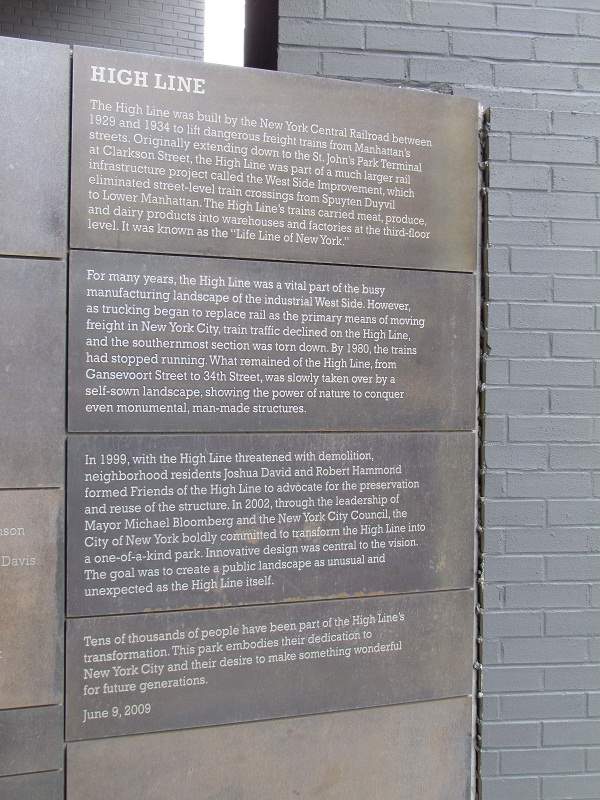 HIGH LINE
The High Line was built by the New York Central Railroad between
1929 and 1934 to lift dangerous freight trains from Manhattan's
streets. Originally extending down to the St. John's Park Terminal
at Clarkson Street, the High Line was part of a much larger rail
infrastructure project called the West Side Improvement, which
eliminated street-level train crossings from Spuyten Duyvil
to Lower Manhattan. The High Line's trains carried meat, produce,
and dairy products into warehouses and factories at the third-floor
level. It was known as the "Life Line of New York."
For many years, the High Line was a vital part of the busy
manufacturing landscape of the industrial West Side. However,
as trucking began to replace rail as the primary means of moving
freight in New York City, train traffic declined on the High Line,
and the southernmost section was torn down. By 1980, the trains
had stopped running. What remained of the High Line, from
Gansevoort Street to 34th Street, was slowly taken over by a
self-sown landscape, showing the power of nature to conquer
even monumental, man-made structures.
In 1999, with the High Line threatened with demolition,
neighborhood residents Joshua David and Robert Hammond
formed Friends of the High Line to advocate for the preservation
and reuse of the structure. In 2002, through the leadership of
Mayor Michael Bloomberg and the New York City Council, the
City of New York boldly committed to transform the High Line into
a one-of-a-kind park. Innovative design was central to the vision.
The goal was to create a public landscape as unusual and
unexpected as the High Line itself.
Tens of thousands of people have been part of the High Line's
transformation. This park embodies their dedication to
New York City and their desire to make something wonderful
for future generations.
June 9, 2009
nson
Davis